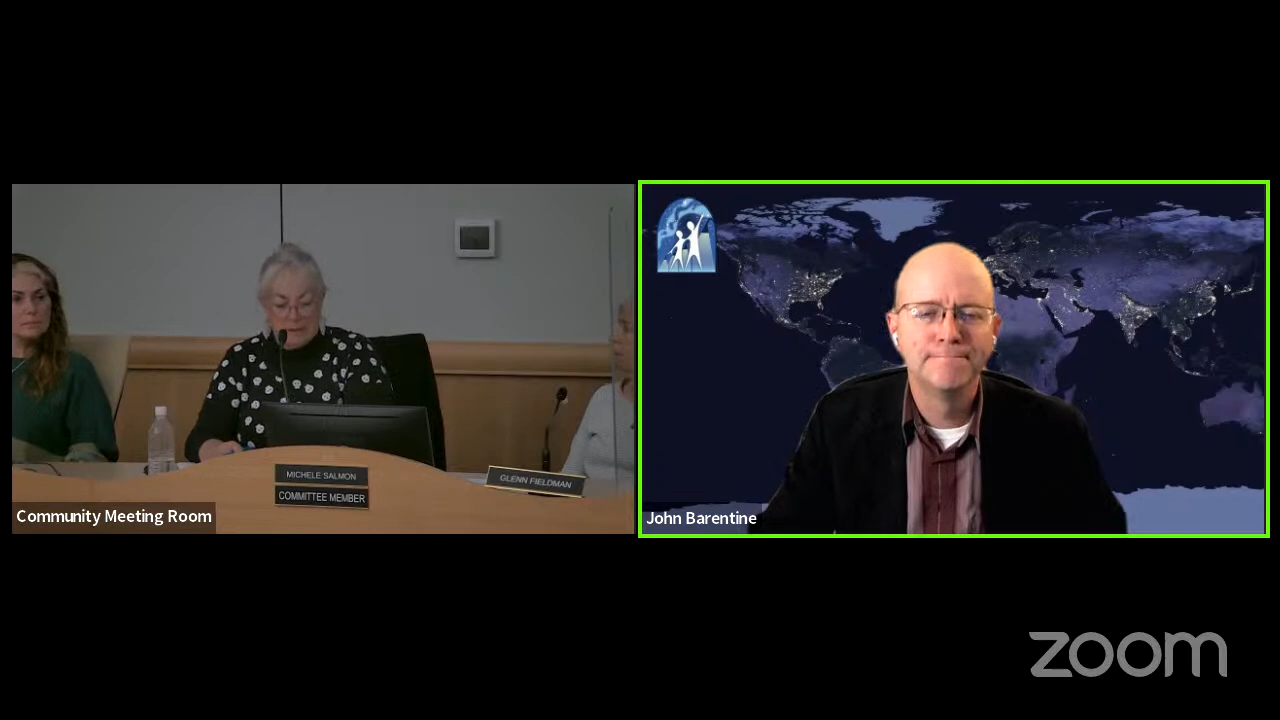 MICHELE SALMON
COMMITTEE MEMBER
GLENN FIELDMAN
Community Meeting Room
John Barentine
zoom